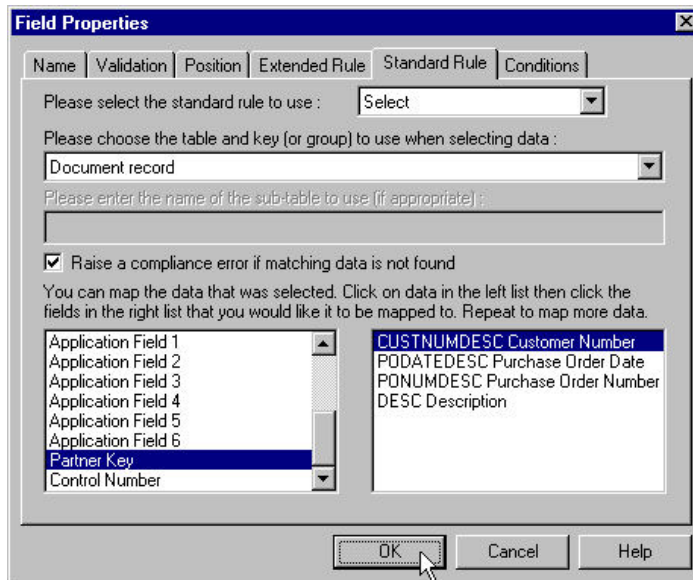 Field Properties
Name Validation Position Extended Rule Standard Rule Conditions
Please select the standard rule to use : Select
Please choose the table and key (or group) to use when selecting data :
Document record
Please enter the name of the sub-table to use (if appropriate) :
Raise a compliance error if matching data is not found
You can map the data that was selected. Click on data in the left list then click the
fields in the right list that you would like it to be mapped to. Repeat to map more data.
Application Field 1
Application Field 2
Application Field 3
Application Field 4
Application Field 5
Application Field 6
Partner Key
Control Number
CUSTNUMDESC Customer Number
PODATEDESC Purchase Order Date
PONUMDESC Purchase Order Number
DESC Description
OK Cancel Help